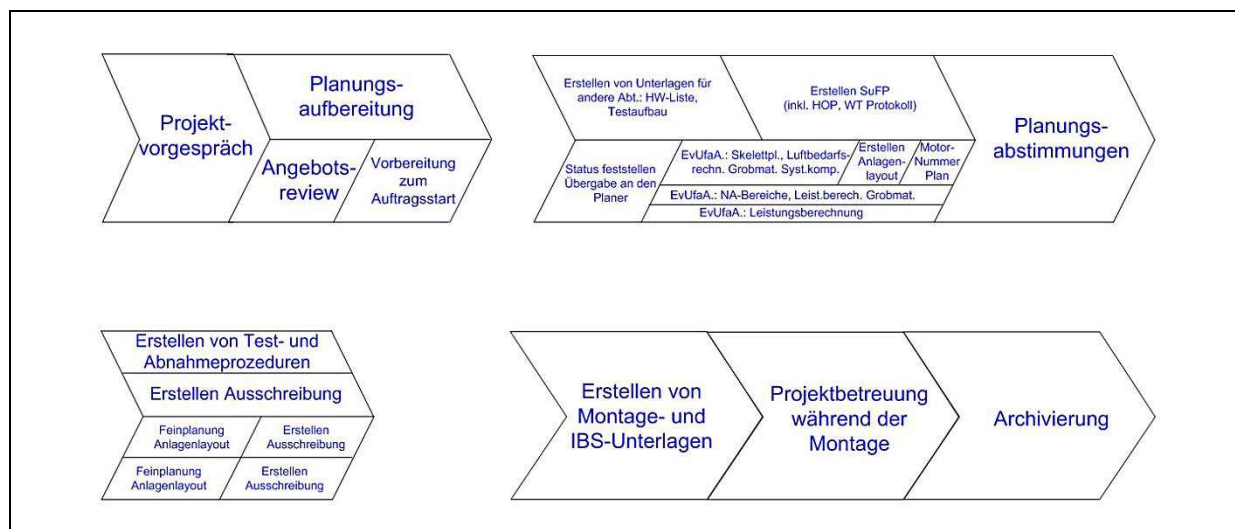 Projekt-
vorgespräch
Planungs-
aufbereitung
Angebots-
review
Vorbereitung
zum
Auftragsstart
Erstellen von Unterlagen für
andere Abt.: HW-Liste,
Testaufbau
Erstellen SuFP
(inkl. HOP, WT Protokoll)
Status feststellen
Übergabe an den
Planer
EvUfaA.: Skelettpl., Luftbedarfs-
rechn. Grobmat. Syst.komp.
Erstellen
Anlagen-
layout
Motor-
Nummer
Plan
EvUfaA.: NA-Bereiche, Leist.berech. Grobmat.
EvUfaA.: Leistungsberechnung
Planungs-
abstimmungen
Erstellen von Test- und
Abnahmeprozeduren
Erstellen Ausschreibung
Feinplanung
Anlagenlayout
Erstellen
Ausschreibung
Feinplanung
Anlagenlayout
Erstellen
Ausschreibung
Erstellen von
Montage- und
IBS-Unterlagen
Projektbetreuung
während der
Montage
Archivierung